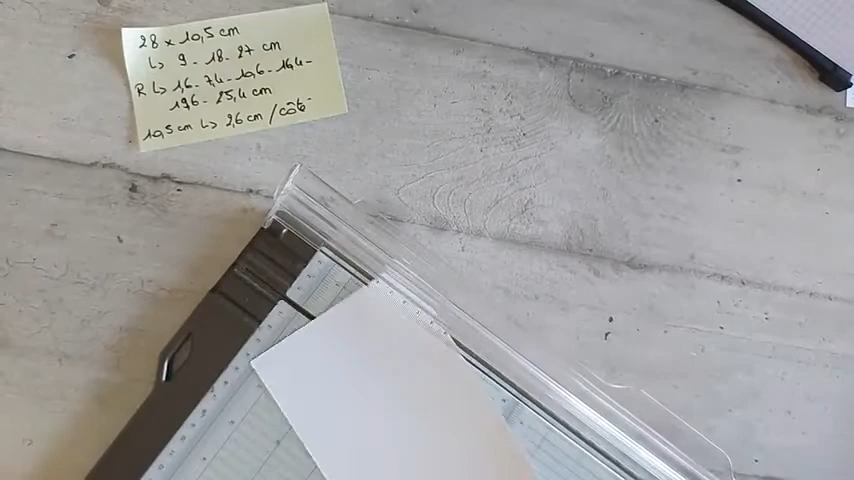 28 x 10,5 cm
↳ 9 - 18 - 27 cm
R ↳ 1,6 - 7,4 - 10,6 - 16,4 -
19,6 - 25,4 cm
10,5 cm ↳ 2,6 cm / côté